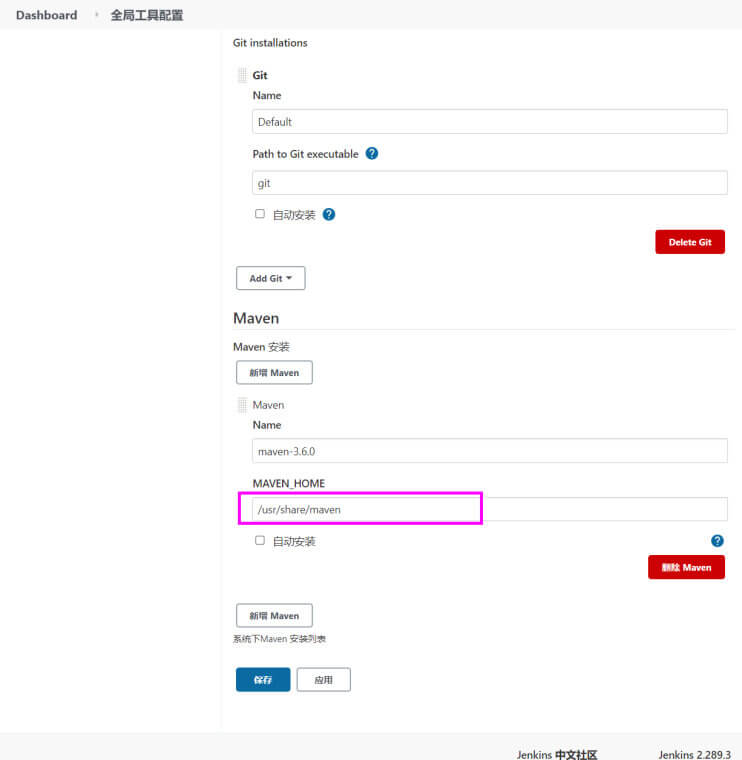 Dashboard 全局工具配置
Git installations
Git
Name
Default
Path to Git executable ?
git
自动安装 ?
Delete Git
Add Git
Maven
Maven 安装
新增 Maven
Maven
Name
maven-3.6.0
MAVEN_HOME
/usr/share/maven
自动安装 ?
删除 Maven
新增 Maven
系统下Maven 安装列表
保存 应用
Jenkins 中文社区 Jenkins 2.289.3